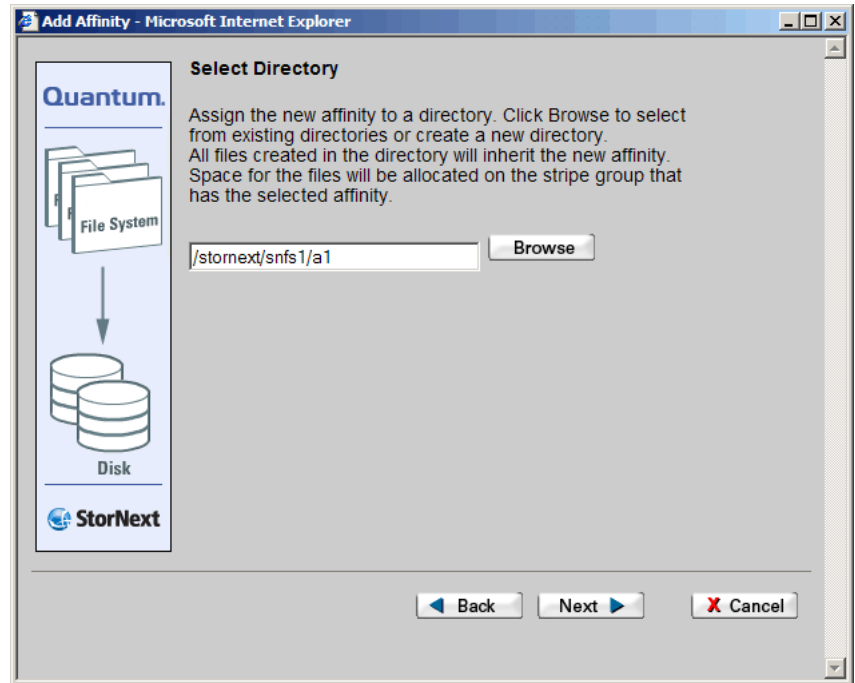 Add Affinity - Microsoft Internet Explorer
Quantum.
File System
Disk
StorNext
Select Directory
Assign the new affinity to a directory. Click Browse to select
from existing directories or create a new directory.
All files created in the directory will inherit the new affinity.
Space for the files will be allocated on the stripe group that
has the selected affinity.
/stornext/snfs1/a1
Browse
Back
Next
X Cancel